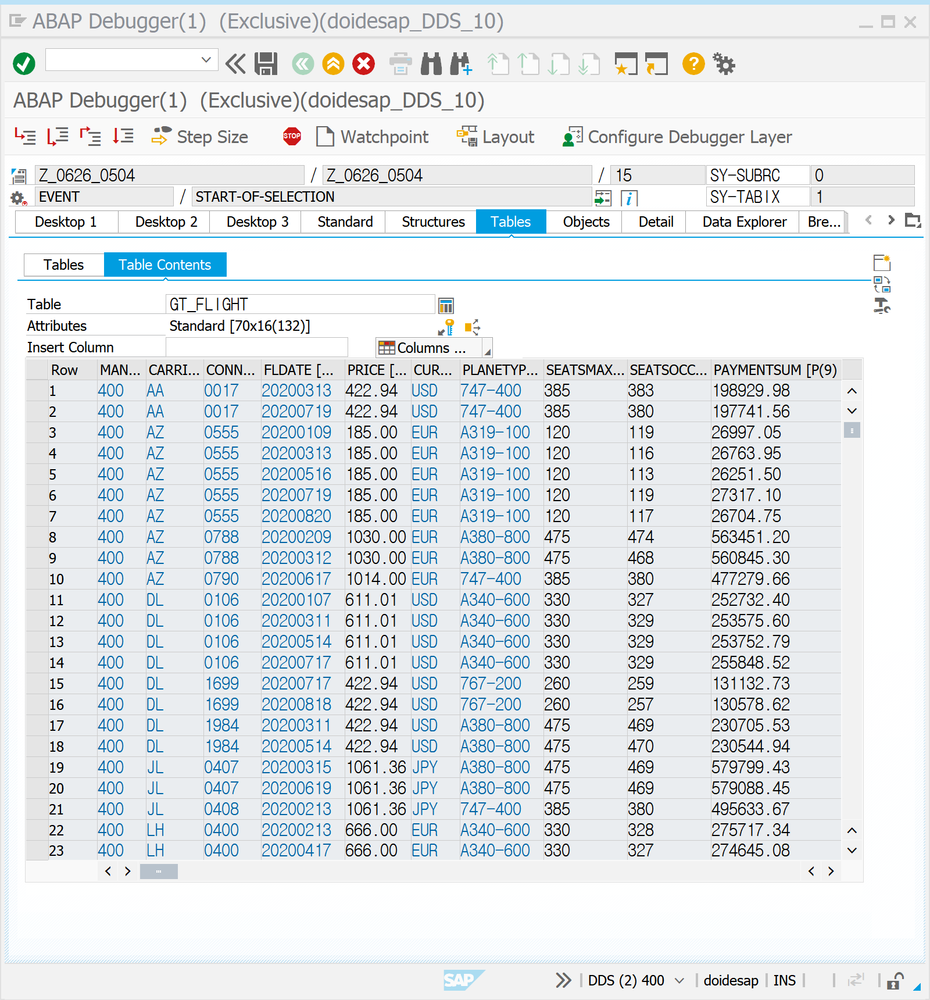 ABAP Debugger(1)  (Exclusive)(doidesap_DDS_10)
ABAP Debugger(1)  (Exclusive)(doidesap_DDS_10)
Step Size STOP Watchpoint Layout Configure Debugger Layer
Z_0626_0504 / Z_0626_0504 / 15 SY-SUBRC 0
EVENT / START-OF-SELECTION SY-TABIX 1
Desktop 1 Desktop 2 Desktop 3 Standard Structures Tables Objects Detail Data Explorer Bre...
Tables Table Contents
Table GT_FLIGHT
Attributes Standard [70x16(132)]
Insert Column Columns ...
Row MAN... CARRI... CONN... FLDATE [... PRICE [... CUR... PLANETYP... SEATSMAX... SEATSOCC... PAYMENTSUM [P(9)
1 400 AA 0017 20200313 422.94 USD 747-400 385 383 198929.98
2 400 AA 0017 20200719 422.94 USD 747-400 385 380 197741.56
3 400 AZ 0555 20200109 185.00 EUR A319-100 120 119 26997.05
4 400 AZ 0555 20200313 185.00 EUR A319-100 120 116 26763.95
5 400 AZ 0555 20200516 185.00 EUR A319-100 120 113 26251.50
6 400 AZ 0555 20200719 185.00 EUR A319-100 120 119 27317.10
7 400 AZ 0555 20200820 185.00 EUR A319-100 120 117 26704.75
8 400 AZ 0788 20200209 1030.00 EUR A380-800 475 474 563451.20
9 400 AZ 0788 20200312 1030.00 EUR A380-800 475 468 560845.30
10 400 AZ 0790 20200617 1014.00 EUR 747-400 385 380 477279.66
11 400 DL 0106 20200107 611.01 USD A340-600 330 327 252732.40
12 400 DL 0106 20200311 611.01 USD A340-600 330 329 253575.60
13 400 DL 0106 20200514 611.01 USD A340-600 330 329 253752.79
14 400 DL 0106 20200717 611.01 USD A340-600 330 329 255848.52
15 400 DL 1699 20200717 422.94 USD 767-200 260 259 131132.73
16 400 DL 1699 20200818 422.94 USD 767-200 260 257 130578.62
17 400 DL 1984 20200311 422.94 USD A380-800 475 469 230705.53
18 400 DL 1984 20200514 422.94 USD A380-800 475 470 230544.94
19 400 JL 0407 20200315 1061.36 JPY A380-800 475 469 579799.43
20 400 JL 0407 20200619 1061.36 JPY A380-800 475 469 579088.45
21 400 JL 0408 20200213 1061.36 JPY 747-400 385 380 495633.67
22 400 LH 0400 20200213 666.00 EUR A340-600 330 328 275717.34
23 400 LH 0400 20200417 666.00 EUR A340-600 330 327 274645.08
SAP DDS (2) 400 doidesap INS